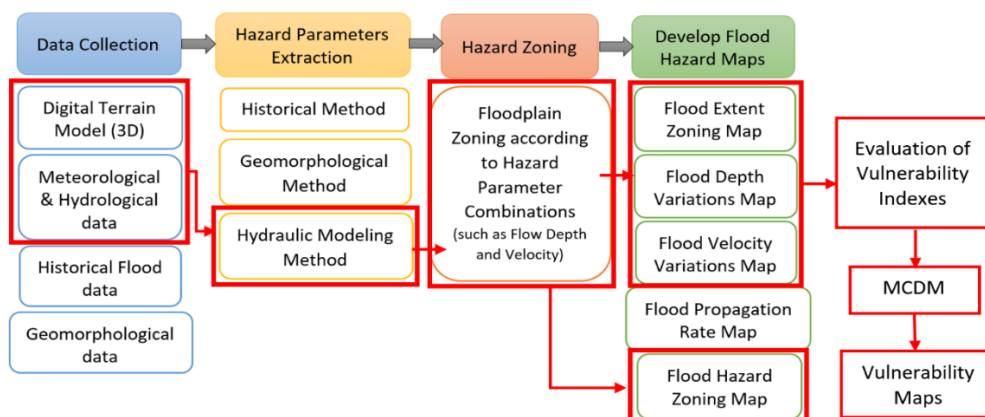 Data Collection
Hazard Parameters
Extraction
Hazard Zoning
Develop Flood
Hazard Maps
Digital Terrain
Model (3D)
Meteorological
& Hydrological
data
Historical Flood
data
Geomorphological
data
Historical Method
Geomorphological
Method
Hydraulic Modeling
Method
Floodplain
Zoning according
to Hazard
Parameter
Combinations
(such as Flow Depth
and Velocity)
Flood Extent
Zoning Map
Flood Depth
Variations Map
Flood Velocity
Variations Map
Flood Propagation
Rate Map
Flood Hazard
Zoning Map
Evaluation of
Vulnerability
Indexes
MCDM
Vulnerability
Maps